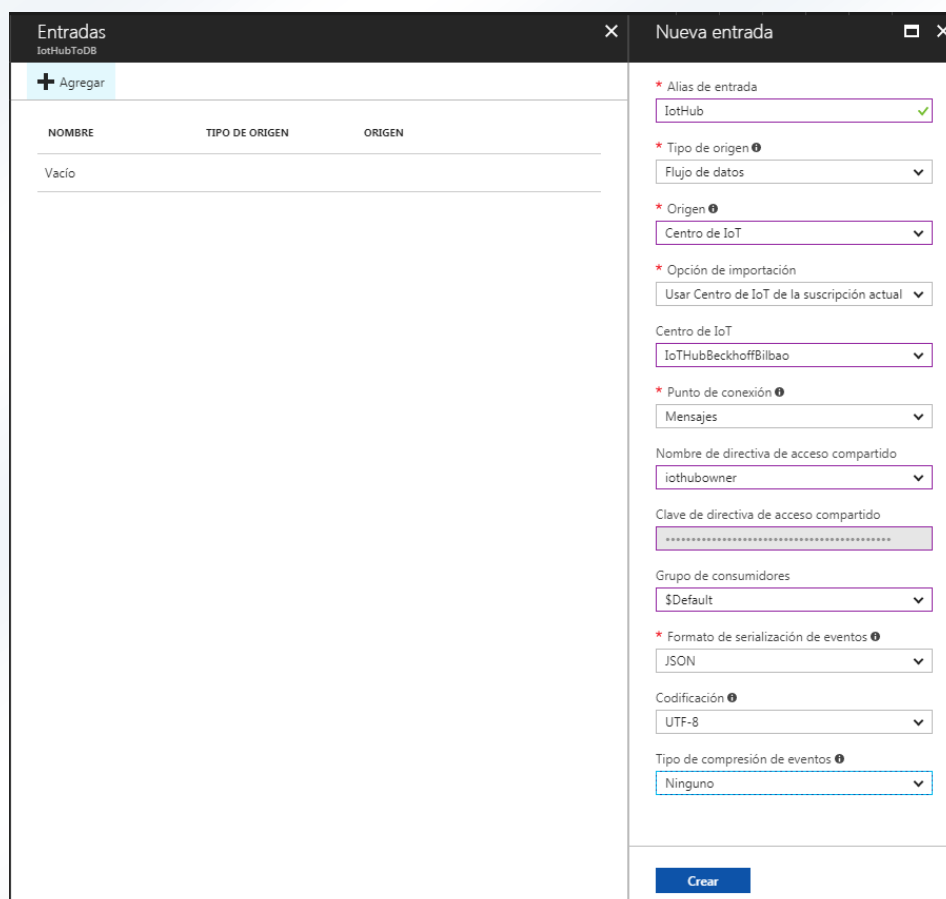 Entradas
IotHubToDB
Agregar
NOMBRE TIPO DE ORIGEN ORIGEN
Vacío
Nueva entrada
* Alias de entrada
IotHub
* Tipo de origen
Flujo de datos
* Origen
Centro de IoT
* Opción de importación
Usar Centro de IoT de la suscripción actual
Centro de IoT
IoTHubBeckhoffBilbao
* Punto de conexión
Mensajes
Nombre de directiva de acceso compartido
iothubowner
Clave de directiva de acceso compartido
Grupo de consumidores
$Default
* Formato de serialización de eventos
JSON
Codificación
UTF-8
Tipo de compresión de eventos
Ninguno
Crear